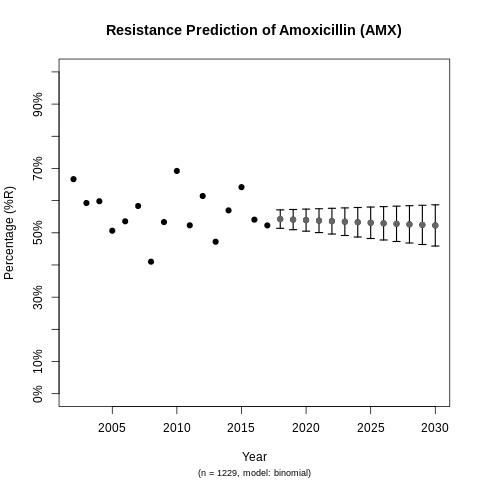 Resistance Prediction of Amoxicillin (AMX)
Percentage (%R)
90%
70%
50%
30%
10%
0%
2005 2010 2015 2020 2025 2030
Year
(n = 1229, model: binomial)